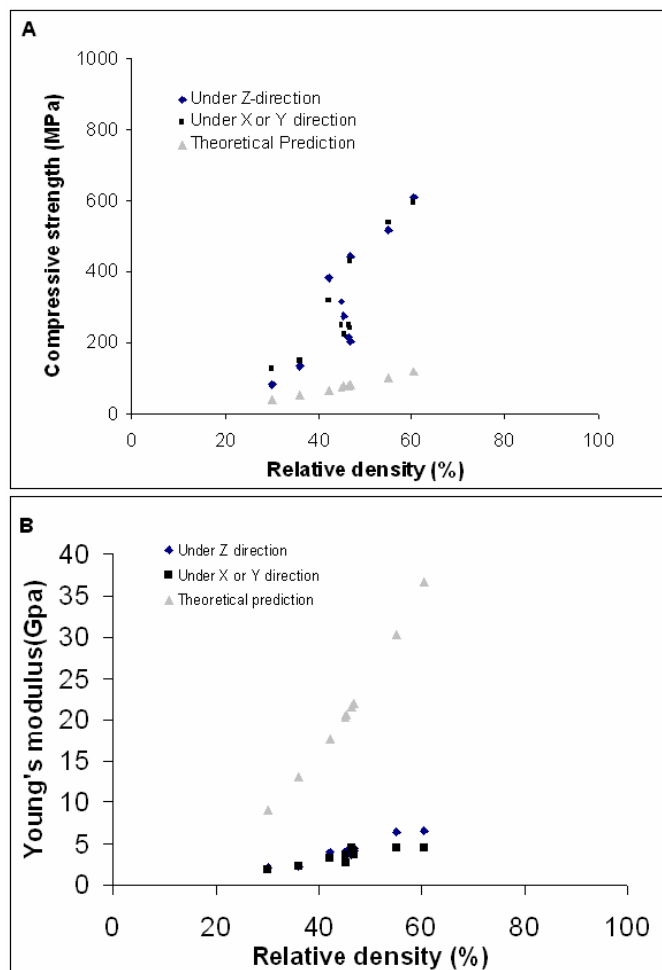 A
Compressive strength (MPa)
1000
800
600
400
200
0
Under Z-direction
Under X or Y direction
Theoretical Prediction
0 20 40 60 80 100
Relative density (%)
B
Young's modulus(Gpa)
40
35
30
25
20
15
10
5
0
Under Z direction
Under X or Y direction
Theoretical prediction
0 20 40 60 80 100
Relative density (%)